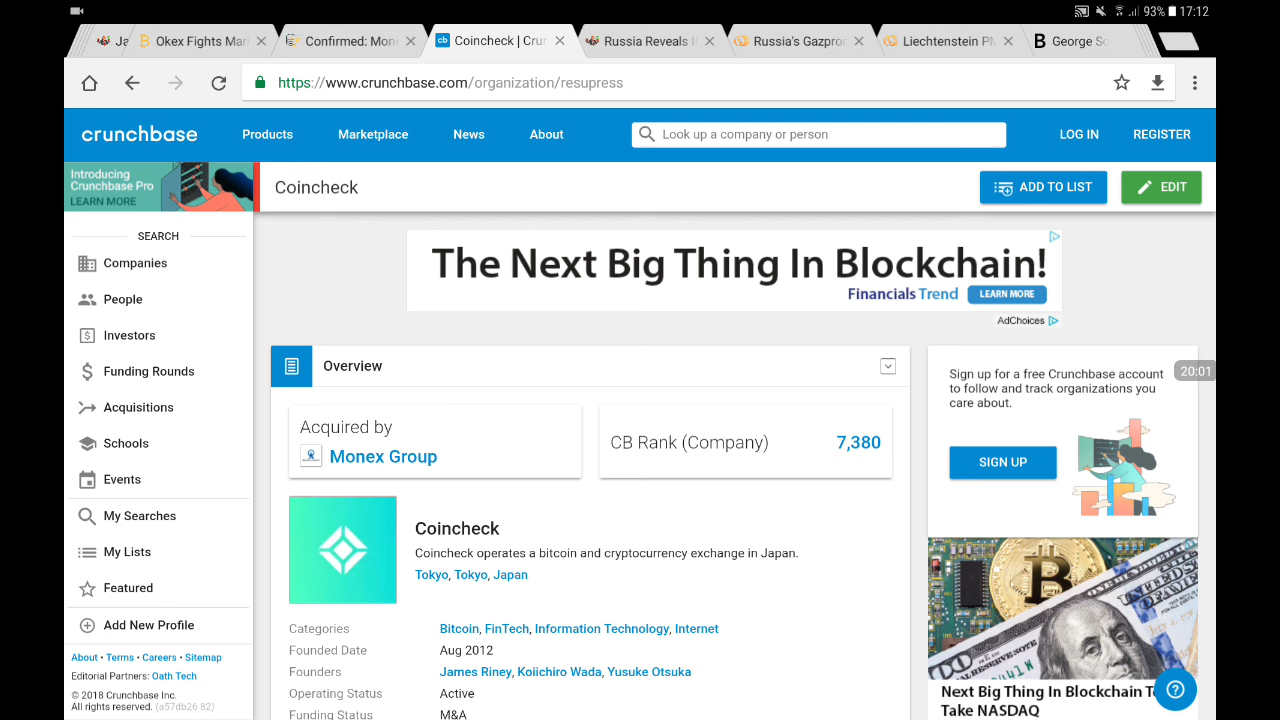 93% 17:12
Ja
Okex Fights Mar
Confirmed: Mon
Coincheck | Cru
Russia Reveals I
Russia's Gazpro
Liechtenstein P
George So
https://www.crunchbase.com/organization/resupress
crunchbase
Products
Marketplace
News
About
Look up a company or person
LOG IN
REGISTER
Introducing
Crunchbase Pro
LEARN MORE
Coincheck
ADD TO LIST
EDIT
SEARCH
Companies
People
Investors
Funding Rounds
Acquisitions
Schools
Events
My Searches
My Lists
Featured
Add New Profile
About • Terms • Careers • Sitemap
Editorial Partners: Oath Tech
© 2018 Crunchbase Inc.
All rights reserved. (a57db26 82)
The Next Big Thing In Blockchain!
Financials Trend LEARN MORE
AdChoices
Overview
Acquired by
Monex Group
CB Rank (Company) 7,380
Coincheck
Coincheck operates a bitcoin and cryptocurrency exchange in Japan.
Tokyo, Tokyo, Japan
Categories Bitcoin, FinTech, Information Technology, Internet
Founded Date Aug 2012
Founders James Riney, Koiichiro Wada, Yusuke Otsuka
Operating Status Active
Funding Status M&A
Sign up for a free Crunchbase account
to follow and track organizations you
care about.
20:01
SIGN UP
Next Big Thing In Blockchain T
Take NASDAQ